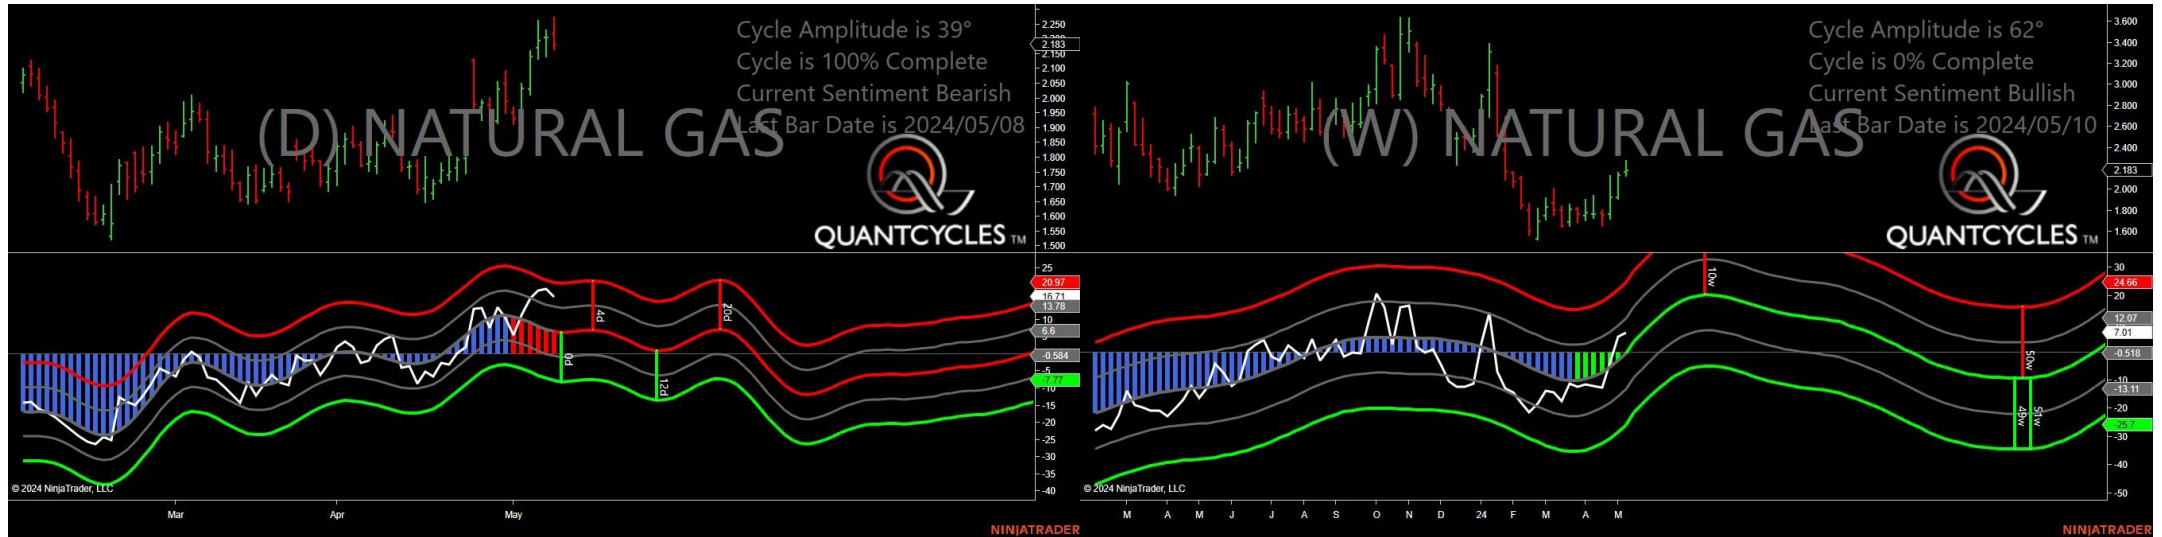 Cycle Amplitude is 39°
Cycle is 100% Complete
Current Sentiment Bearish
Last Bar Date is 2024/05/08
(D) NATURAL GAS
QUANTCYCLES TM
2.250
2.183
2.150
2.100
2.050
2.000
1.950
1.900
1.850
1.800
1.750
1.700
1.650
1.600
1.550
1.500
25
20.97
16.71
13.78
10
6.6
-0.584
-5
-7.77
-10
-15
-20
-25
-30
-35
-40
0d
4d
12d
20d
© 2024 NinjaTrader, LLC
Mar Apr May
NINJATRADER
Cycle Amplitude is 62°
Cycle is 0% Complete
Current Sentiment Bullish
Last Bar Date is 2024/05/10
(W) NATURAL GAS
QUANTCYCLES TM
3.600
3.400
3.200
3.000
2.800
2.600
2.400
2.183
2.000
1.800
1.600
30
24.66
20
12.07
7.01
-0.518
-10
-13.11
-20
-25.7
-30
-40
-50
10w
50w
49w
51w
© 2024 NinjaTrader, LLC
M A M J J A S O N D 24 F M A M
NINJATRADER